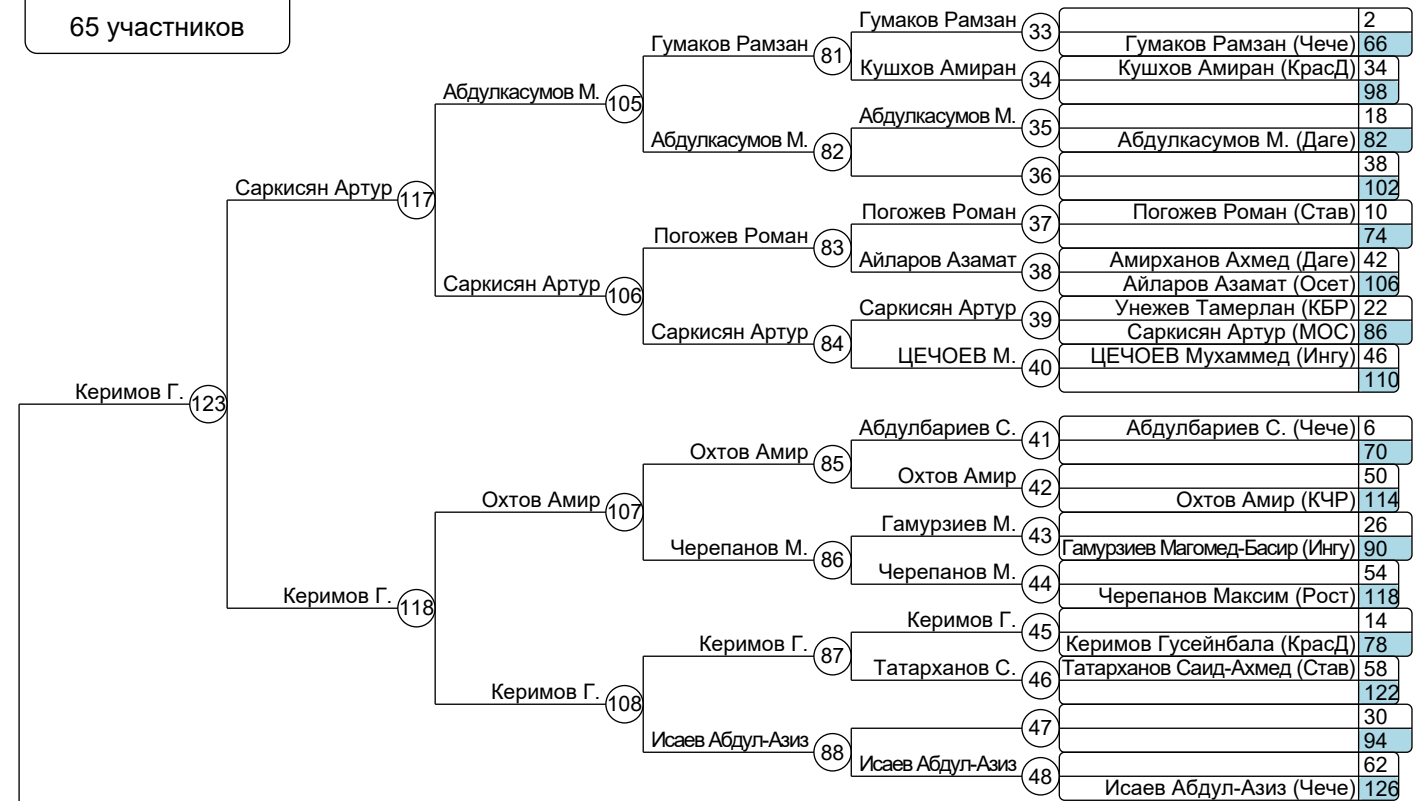 65 участников
Гумаков Рамзан 33 2
Гумаков Рамзан 81 Гумаков Рамзан (Чече) 66
Кушхов Амиран 34 Кушхов Амиран (КрасД) 34
Абдулкасумов М. 105 98
Абдулкасумов М. 35 18
Абдулкасумов М. 82 Абдулкасумов М. (Даге) 82
36 38
Саркисян Артур 117 102
Погожев Роман 37 Погожев Роман (Став) 10
Погожев Роман 83 74
Айларов Азамат 38 Амирханов Ахмед (Даге) 42
Саркисян Артур 106 Айларов Азамат (Осет) 106
Саркисян Артур 39 Унежев Тамерлан (КБР) 22
Саркисян Артур 84 Саркисян Артур (МОС) 86
ЦЕЧОЕВ М. 40 ЦЕЧОЕВ Мухаммед (Ингу) 46
110
Керимов Г. 123
Абдулбариев С. 41 Абдулбариев С. (Чече) 6
Охтов Амир 85 70
Охтов Амир 42 50
Охтов Амир 107 Охтов Амир (КЧР) 114
Гамурзиев М. 43 26
Черепанов М. 86 Гамурзиев Магомед-Басир (Ингу) 90
Черепанов М. 44 54
Керимов Г. 118 Черепанов Максим (Рост) 118
Керимов Г. 45 14
Керимов Г. 87 Керимов Гусейнбала (КрасД) 78
Татарханов С. 46 Татарханов Саид-Ахмед (Став) 58
Керимов Г. 108 122
47 30
Исаев Абдул-Азиз 88 94
Исаев Абдул-Азиз 48 62
Исаев Абдул-Азиз (Чече) 126